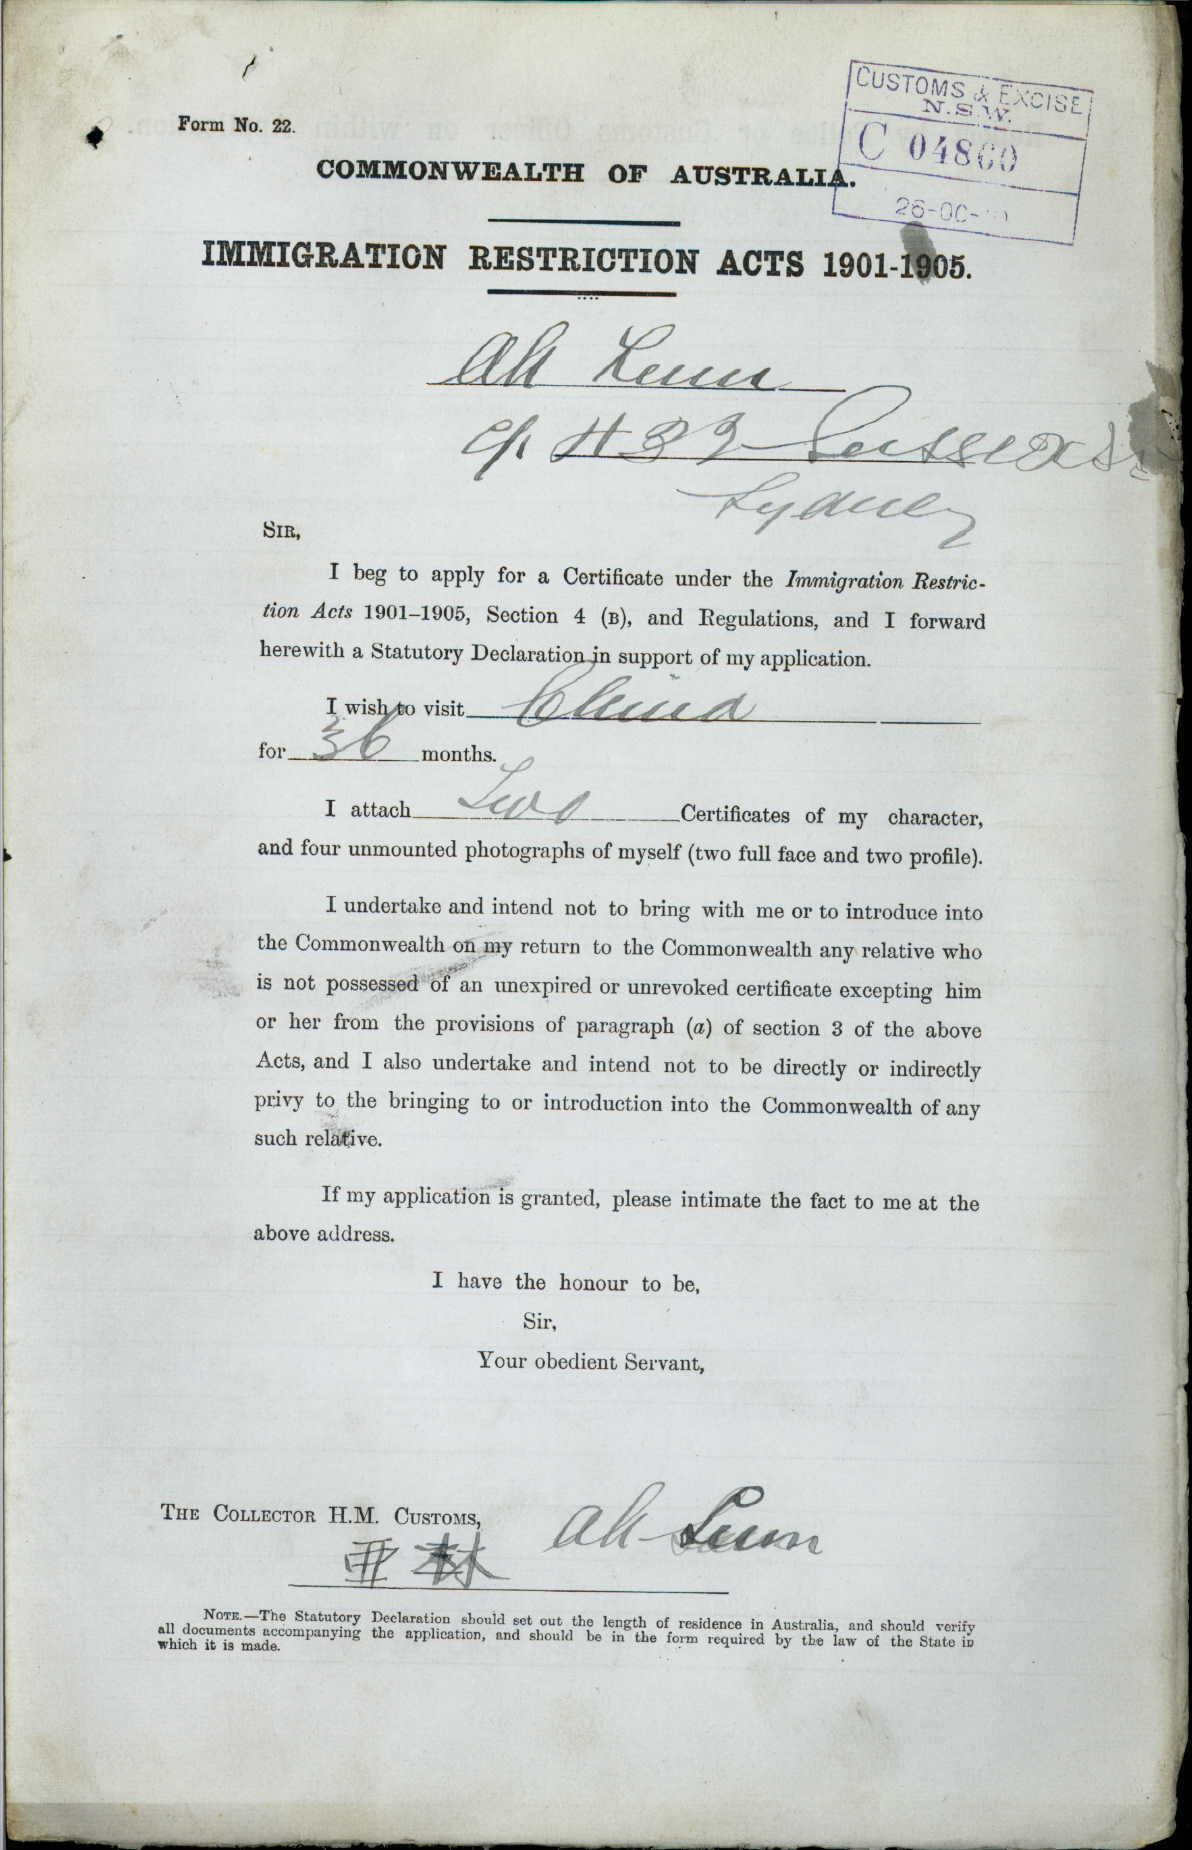 Form No. 22.
CUSTOMS & EXCISE
N.S.W.
C 04860
26-OC-
COMMONWEALTH OF AUSTRALIA.
IMMIGRATION RESTRICTION ACTS 1901-1905.
Ah Lum
Sussex St
Sydney
SIR,
I beg to apply for a Certificate under the Immigration Restric-
tion Acts 1901–1905, Section 4 (B), and Regulations, and I forward
herewith a Statutory Declaration in support of my application.
I wish to visit China
for 36 months.
I attach Two Certificates of my character,
and four unmounted photographs of myself (two full face and two profile).
I undertake and intend not to bring with me or to introduce into
the Commonwealth on my return to the Commonwealth any relative who
is not possessed of an unexpired or unrevoked certificate excepting him
or her from the provisions of paragraph (a) of section 3 of the above
Acts, and I also undertake and intend not to be directly or indirectly
privy to the bringing to or introduction into the Commonwealth of any
such relative.
If my application is granted, please intimate the fact to me at the
above address.
I have the honour to be,
Sir,
Your obedient Servant,
THE COLLECTOR H.M. CUSTOMS,
Ah Lum
亞林
NOTE.—The Statutory Declaration should set out the length of residence in Australia, and should verify
all documents accompanying the application, and should be in the form required by the law of the State in
which it is made.